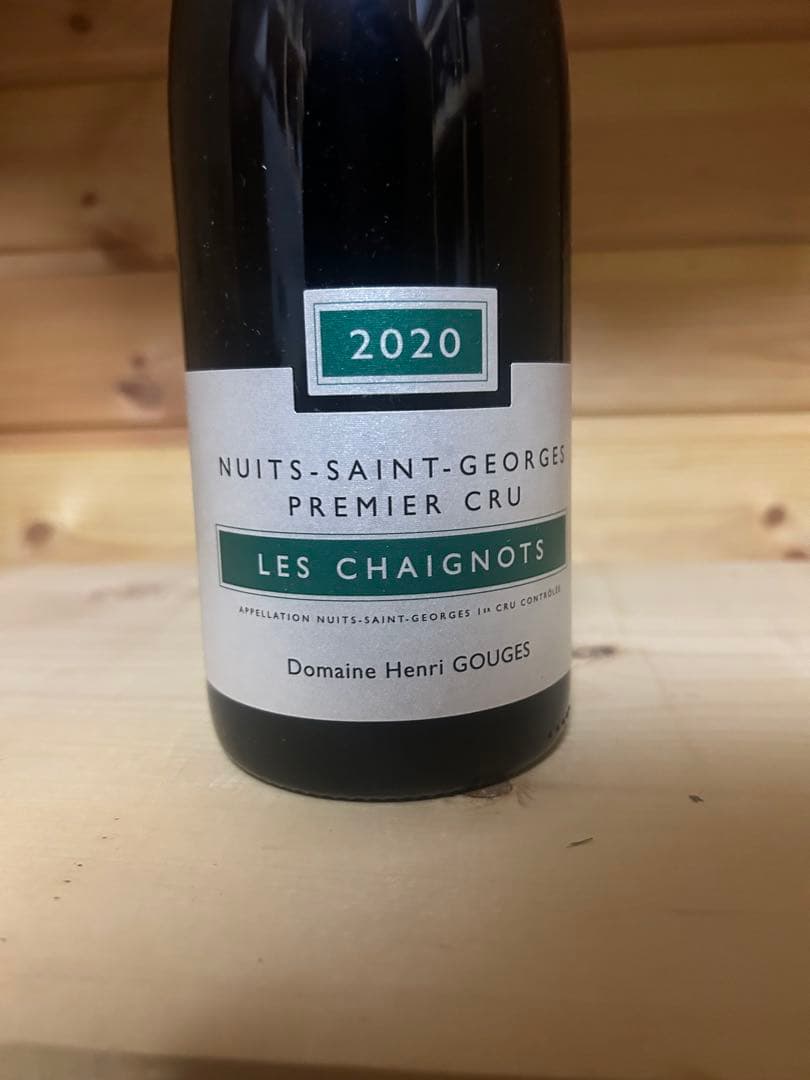 2020
NUITS-SAINT-GEORGES
PREMIER CRU
LES CHAIGNOTS
APPELLATION NUITS-SAINT-GEORGES 1ER CRU CONTRÔLÉE
Domaine Henri GOUGES